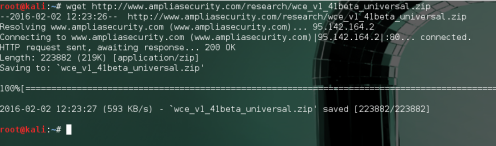 root@kali:~# wget http://www.ampliasecurity.com/research/wce_v1_41beta_universal.zip
--2016-02-02 12:23:26--  http://www.ampliasecurity.com/research/wce_v1_41beta_universal.zip
Resolving www.ampliasecurity.com (www.ampliasecurity.com)... 95.142.164.2
Connecting to www.ampliasecurity.com (www.ampliasecurity.com)|95.142.164.2|:80... connected.
HTTP request sent, awaiting response... 200 OK
Length: 223882 (219K) [application/zip]
Saving to: `wce_v1_41beta_universal.zip'
100%[==============================================================================
2016-02-02 12:23:27 (593 KB/s) - `wce_v1_41beta_universal.zip' saved [223882/223882]
root@kali:~#